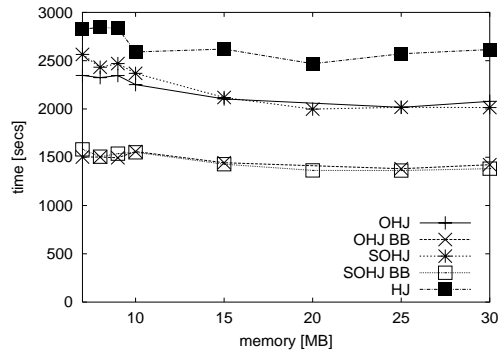 3000
2500
2000
1500
1000
500
0
time [secs]
OHJ
OHJ BB
SOHJ
SOHJ BB
HJ
10
15
20
25
30
memory [MB]